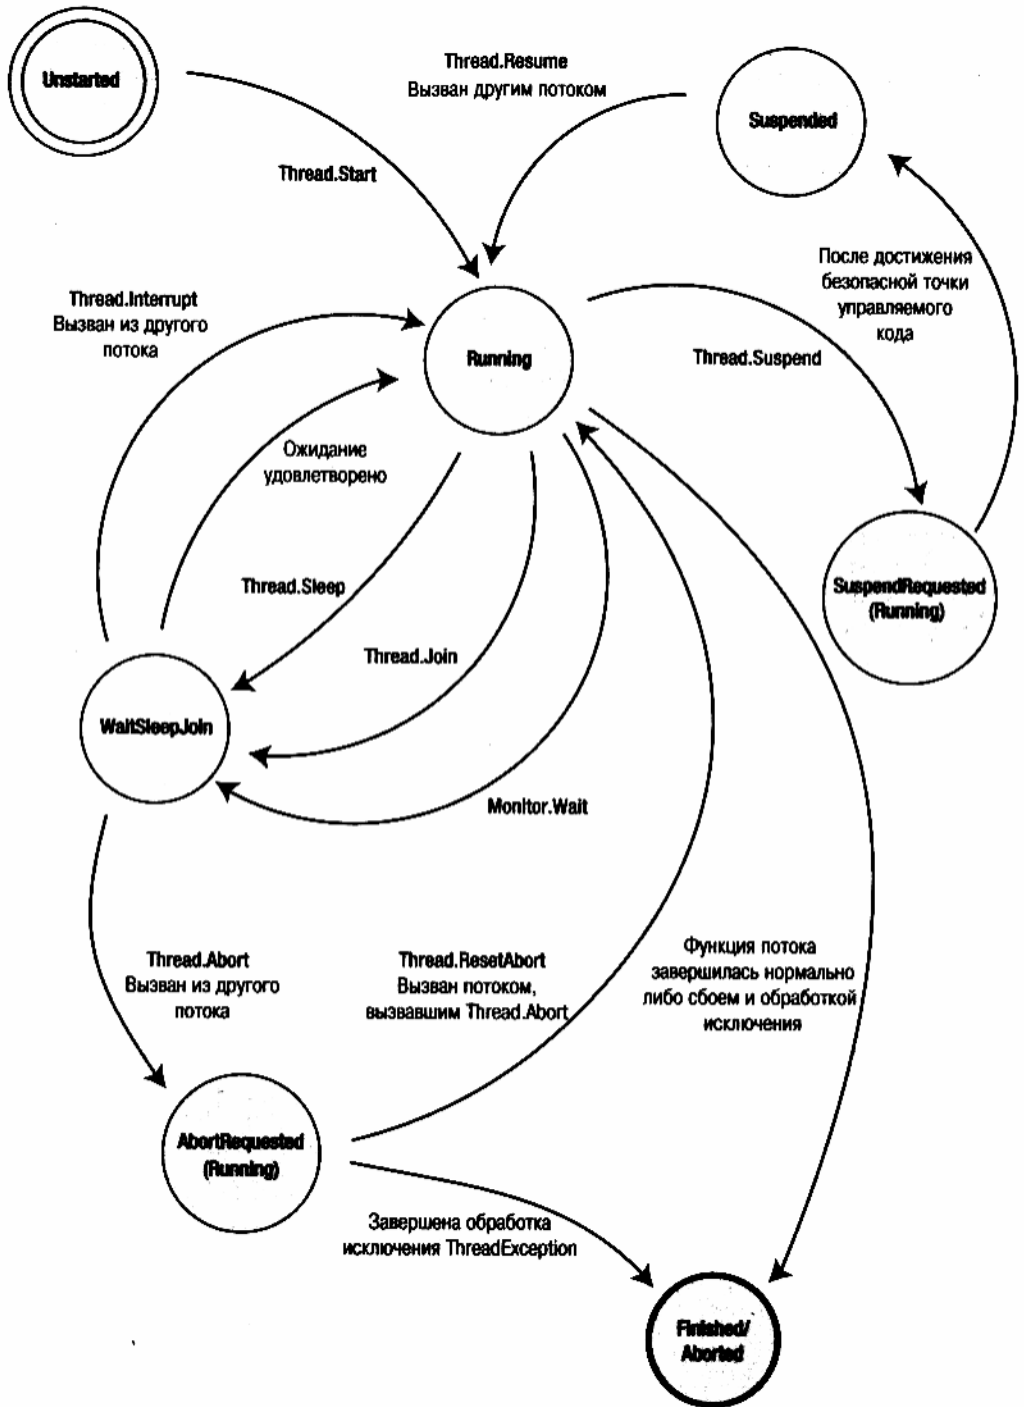 Unstarted
Thread.Resume
Вызван другим потоком
Suspended
Thread.Start
После достижения
безопасной точки
управляемого
кода
Thread.Interrupt
Вызван из другого
потока
Running
Thread.Suspend
Ожидание
удовлетворено
Thread.Sleep
SuspendRequested
(Running)
Thread.Join
WaitSleepJoin
Monitor.Wait
Thread.Abort
Вызван из другого
потока
Thread.ResetAbort
Вызван потоком,
вызвавшим Thread.Abort
Функция потока
завершилась нормально
либо сбоем и обработкой
исключения
AbortRequested
(Running)
Завершена обработка
исключения ThreadException
Finished/
Aborted